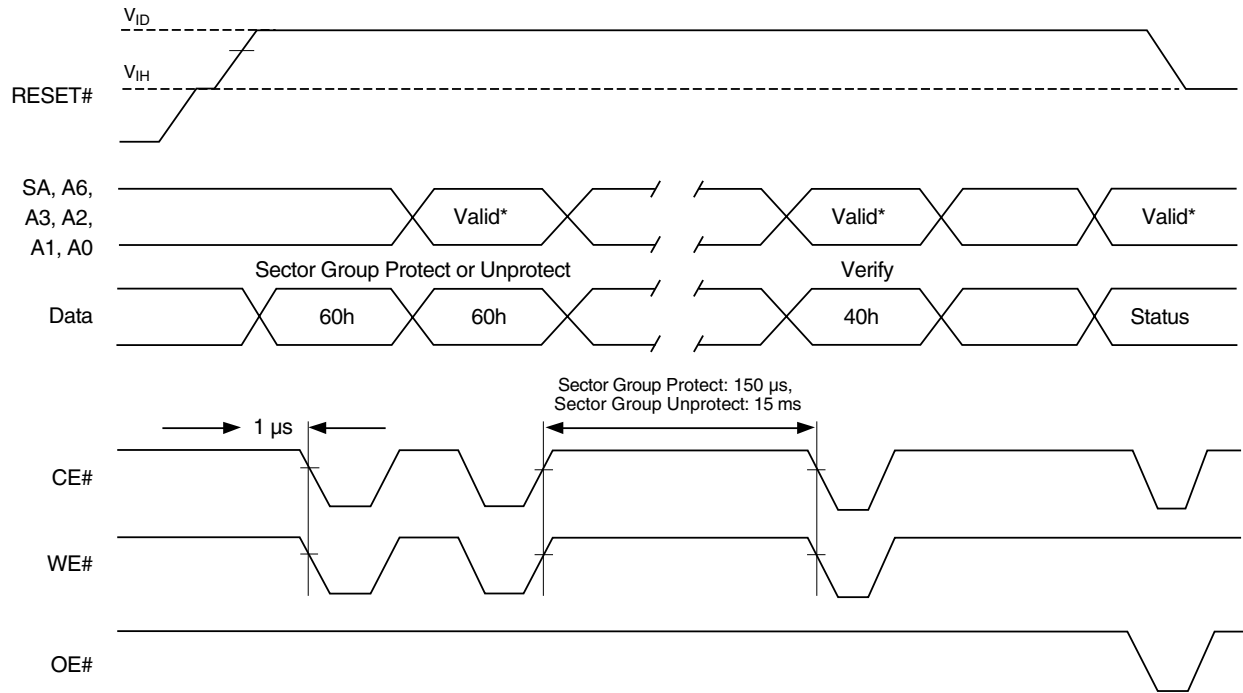 VID
VIH
RESET#
SA, A6,
A3, A2,
A1, A0
Valid*
Valid*
Valid*
Sector Group Protect or Unprotect
Verify
Data
60h
60h
40h
Status
Sector Group Protect: 150 µs,
Sector Group Unprotect: 15 ms
1 µs
CE#
WE#
OE#